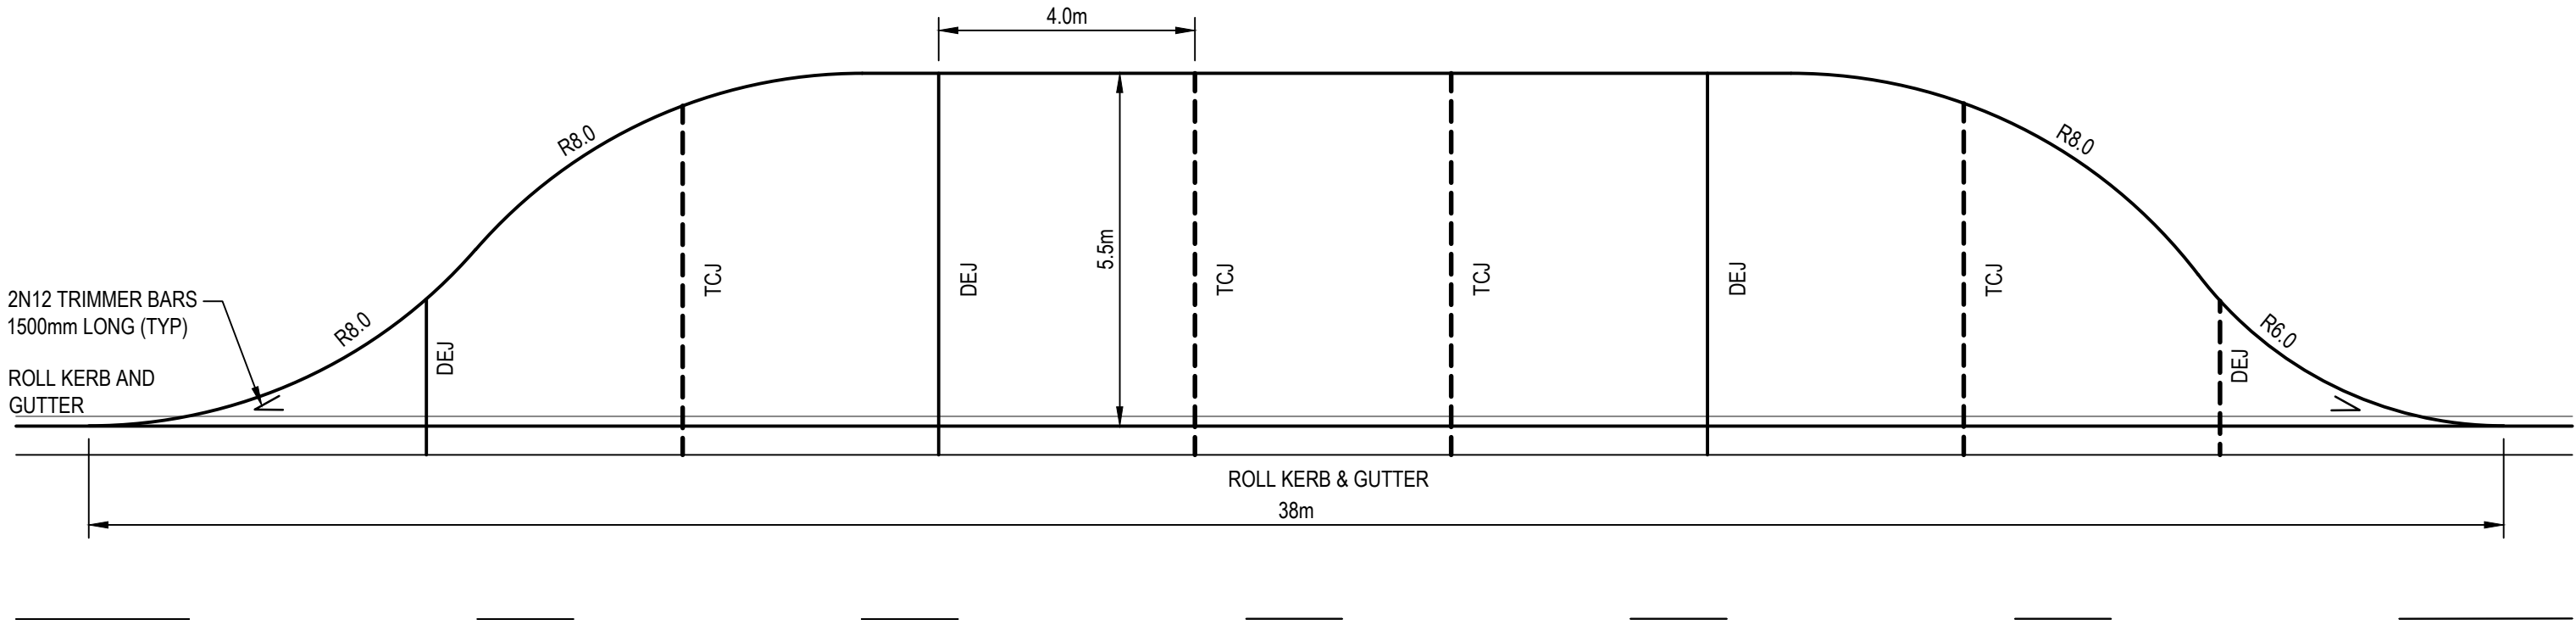 4.0m
R8.0
R8.0
5.5m
TCJ
DEJ
TCJ
TCJ
DEJ
TCJ
2N12 TRIMMER BARS
1500mm LONG (TYP)
R8.0
R6.0
DEJ
DEJ
ROLL KERB AND
GUTTER
ROLL KERB & GUTTER
38m